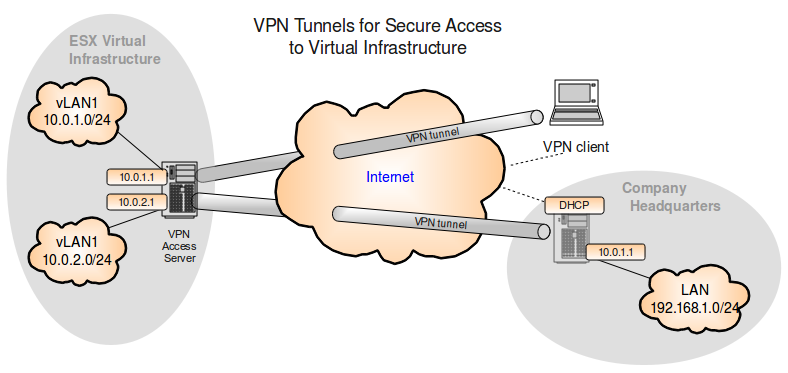 VPN Tunnels for Secure Access
to Virtual Infrastructure
ESX Virtual
Infrastructure
vLAN1
10.0.1.0/24
10.0.1.1
10.0.2.1
vLAN1
10.0.2.0/24
VPN
Access
Server
VPN tunnel
Internet
VPN tunnel
VPN client
Company
Headquarters
DHCP
10.0.1.1
LAN
192.168.1.0/24